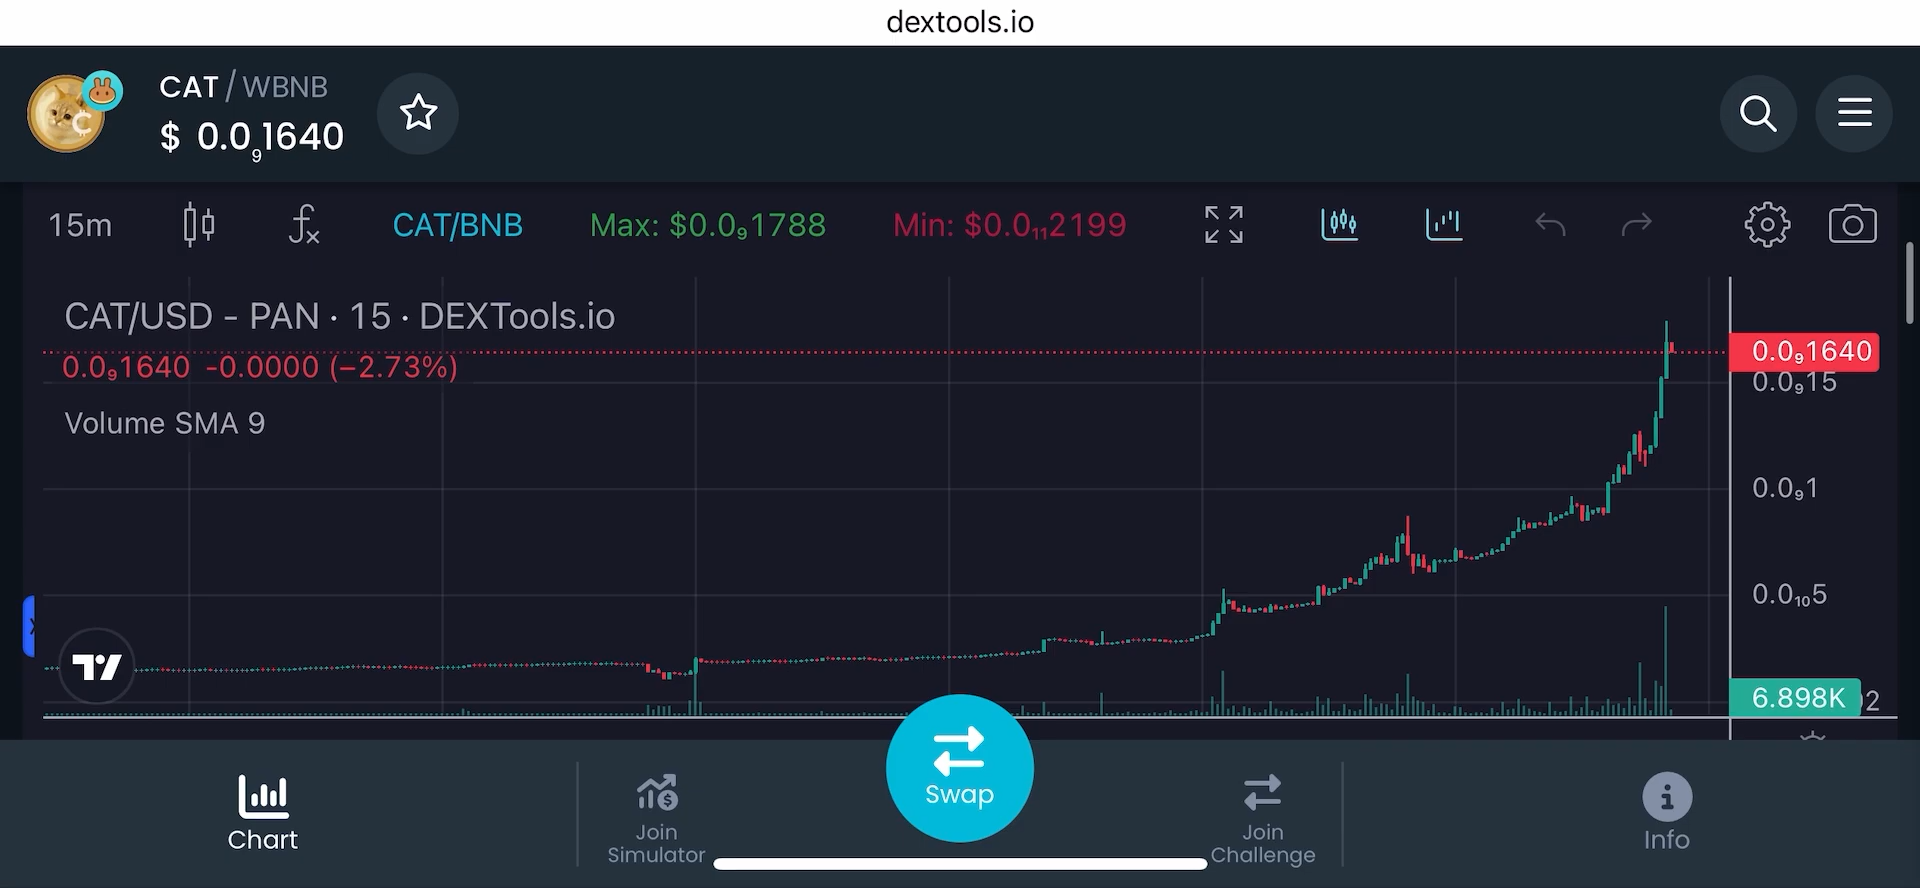 dextools.io
CAT / WBNB
$ 0.0₉1640
15m
CAT/BNB
Max: $0.0₉1788
Min: $0.0₁₁2199
CAT/USD - PAN · 15 · DEXTools.io
0.0₉1640 -0.0000 (−2.73%)
Volume SMA 9
0.0₉1640
0.0₉15
0.0₉1
0.0₁₀5
6.898K
Chart
Join
Simulator
Swap
Join
Challenge
Info